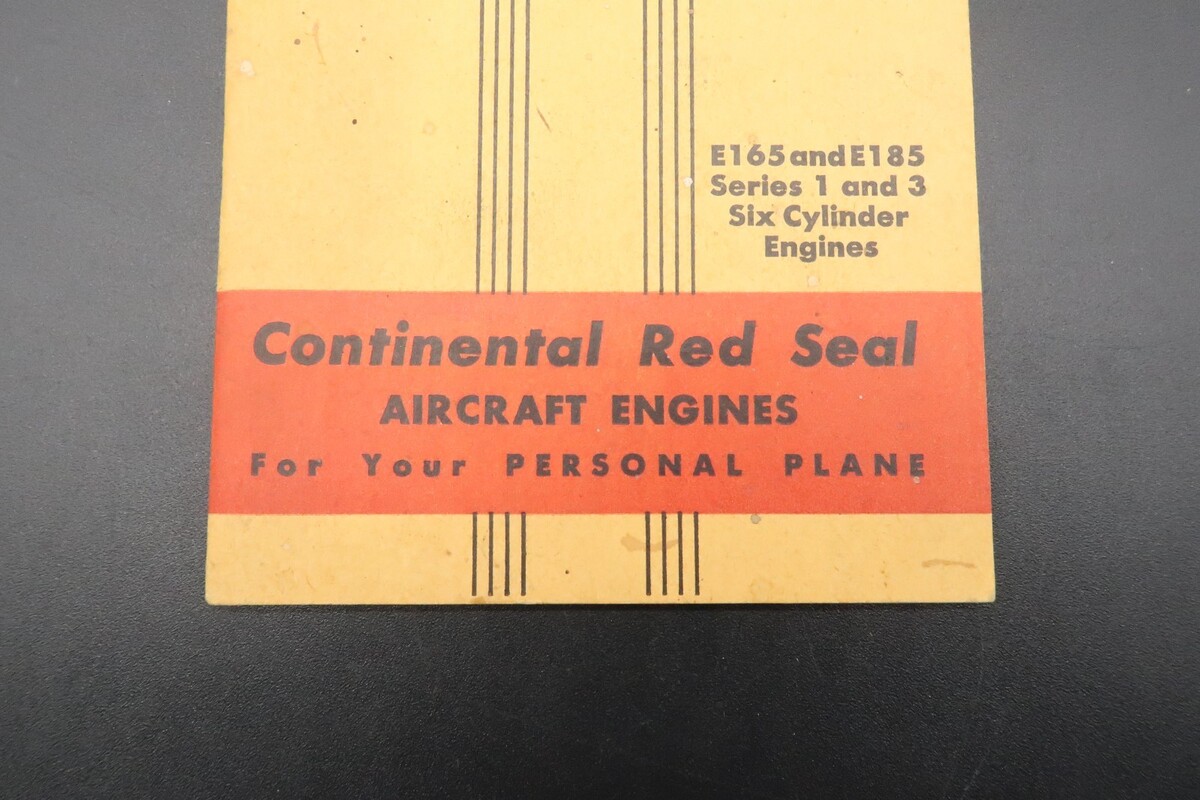 E165 and E185
Series 1 and 3
Six Cylinder
Engines
Continental Red Seal
AIRCRAFT ENGINES
For Your PERSONAL PLANE